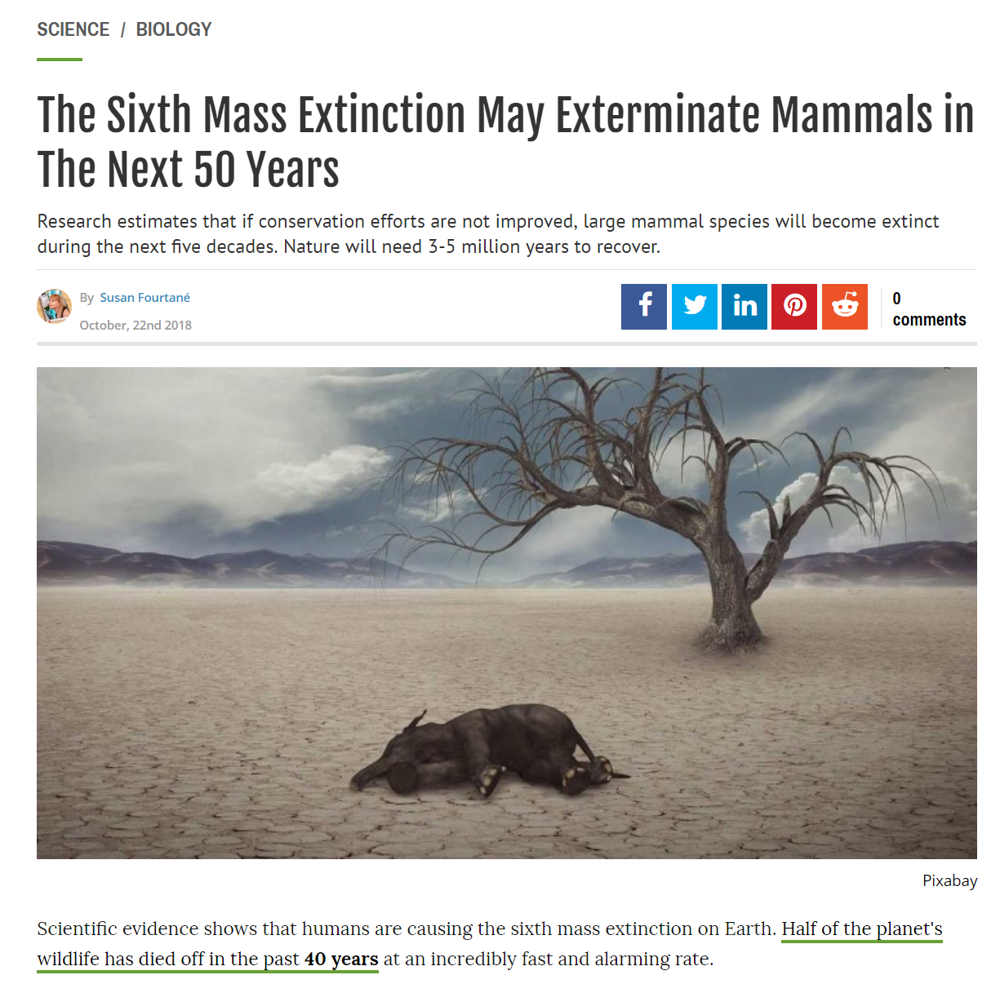 SCIENCE / BIOLOGY
The Sixth Mass Extinction May Exterminate Mammals in
The Next 50 Years
Research estimates that if conservation efforts are not improved, large mammal species will become extinct
during the next five decades. Nature will need 3-5 million years to recover.
By Susan Fourtané
October, 22nd 2018
0
comments
Pixabay
Scientific evidence shows that humans are causing the sixth mass extinction on Earth. Half of the planet's
wildlife has died off in the past 40 years at an incredibly fast and alarming rate.